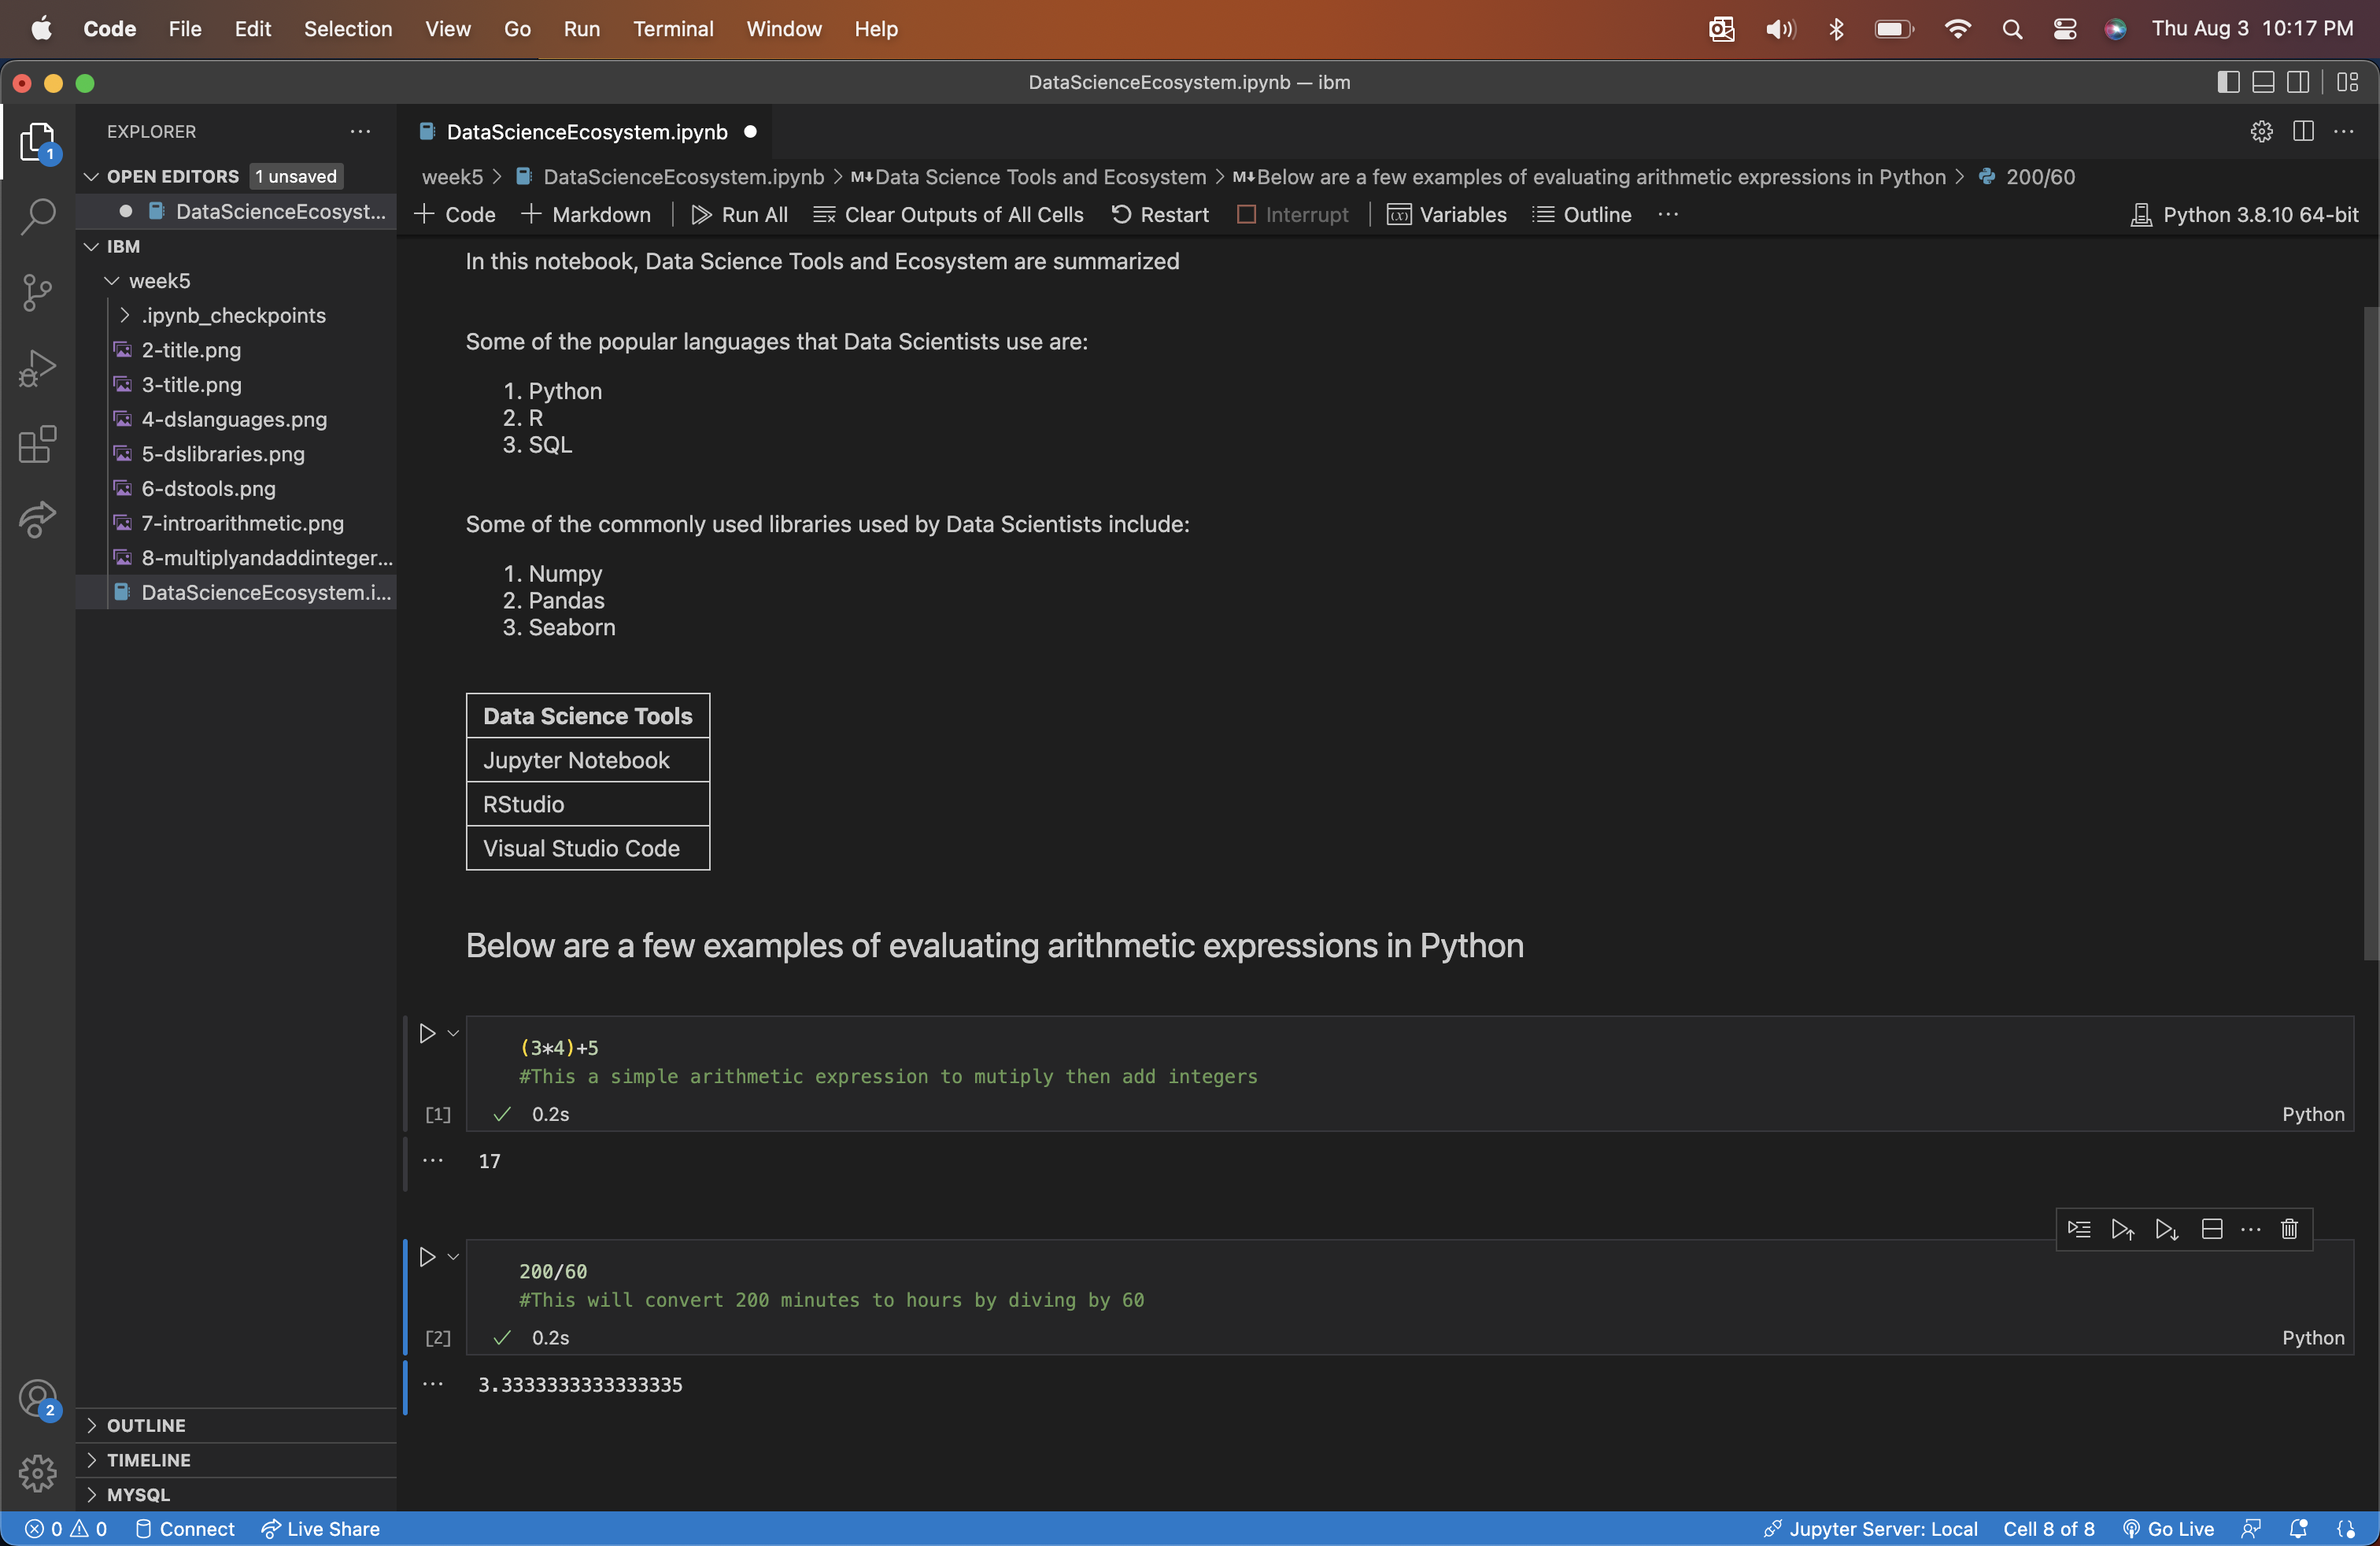 Code File Edit Selection View Go Run Terminal Window Help Thu Aug 3 10:17 PM
DataScienceEcosystem.ipynb — ibm
EXPLORER
1
OPEN EDITORS 1 unsaved
DataScienceEcosyst...
IBM
week5
.ipynb_checkpoints
2-title.png
3-title.png
4-dslanguages.png
5-dslibraries.png
6-dstools.png
7-introarithmetic.png
8-multiplyandaddinteger...
DataScienceEcosystem.i...
OUTLINE
2
TIMELINE
MYSQL
DataScienceEcosystem.ipynb
week5 > DataScienceEcosystem.ipynb > M↓Data Science Tools and Ecosystem > M↓Below are a few examples of evaluating arithmetic expressions in Python > 200/60
+ Code + Markdown | Run All Clear Outputs of All Cells Restart Interrupt | Variables Outline ... Python 3.8.10 64-bit
In this notebook, Data Science Tools and Ecosystem are summarized
Some of the popular languages that Data Scientists use are:
1. Python
2. R
3. SQL
Some of the commonly used libraries used by Data Scientists include:
1. Numpy
2. Pandas
3. Seaborn
Data Science Tools
Jupyter Notebook
RStudio
Visual Studio Code
Below are a few examples of evaluating arithmetic expressions in Python
(3*4)+5
#This a simple arithmetic expression to mutiply then add integers
[1] ✓ 0.2s Python
17
200/60
#This will convert 200 minutes to hours by diving by 60
[2] ✓ 0.2s Python
3.3333333333333335
0 0 Connect Live Share Jupyter Server: Local Cell 8 of 8 Go Live